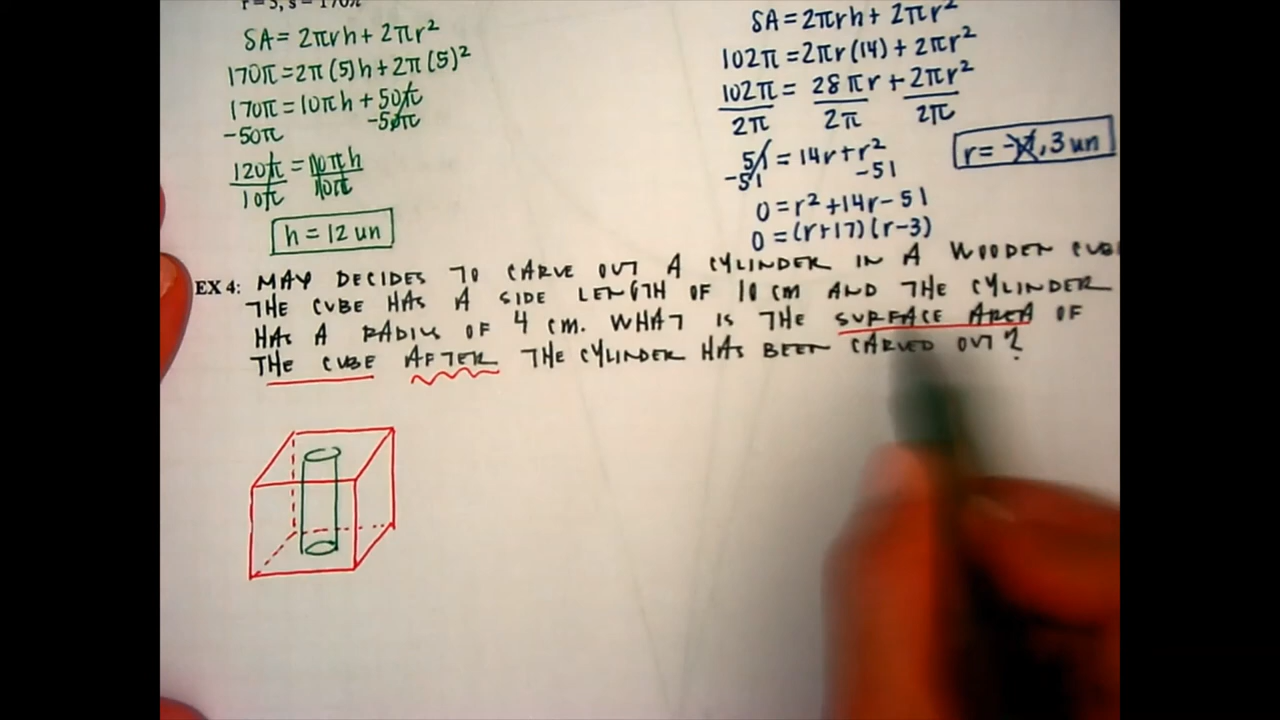 r = 5, s = 170π
SA = 2πrh + 2πr²
170π = 2π(5)h + 2π(5)²
170π = 10πh + 50π
-50π -50π
120π = 10πh
10π 10π
h = 12 un
SA = 2πrh + 2πr²
102π = 2πr(14) + 2πr²
102π = 28πr + 2πr²
2π 2π 2π
51 = 14r + r²
-51 -51
0 = r² + 14r - 51
0 = (r+17)(r-3)
r = -17, 3 un
EX 4: MAY DECIDES TO CARVE OUT A CYLINDER IN A WOODEN CUBE
THE CUBE HAS A SIDE LENGTH OF 10 CM AND THE CYLINDER
HAS A RADIUS OF 4 CM. WHAT IS THE SURFACE AREA OF
THE CUBE AFTER THE CYLINDER HAS BEEN CARVED OUT?